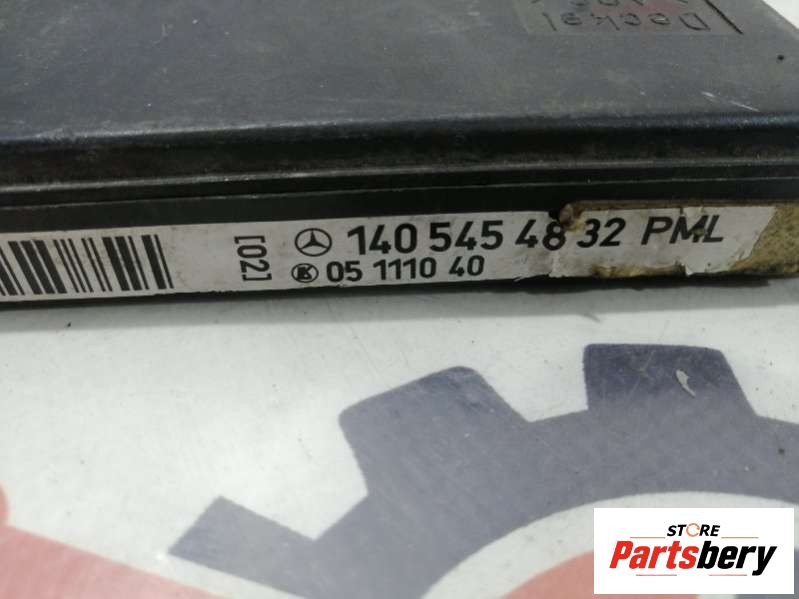 Deckel
[02] 140 545 48 32 PML
05 1110 40
STORE
Partsbery